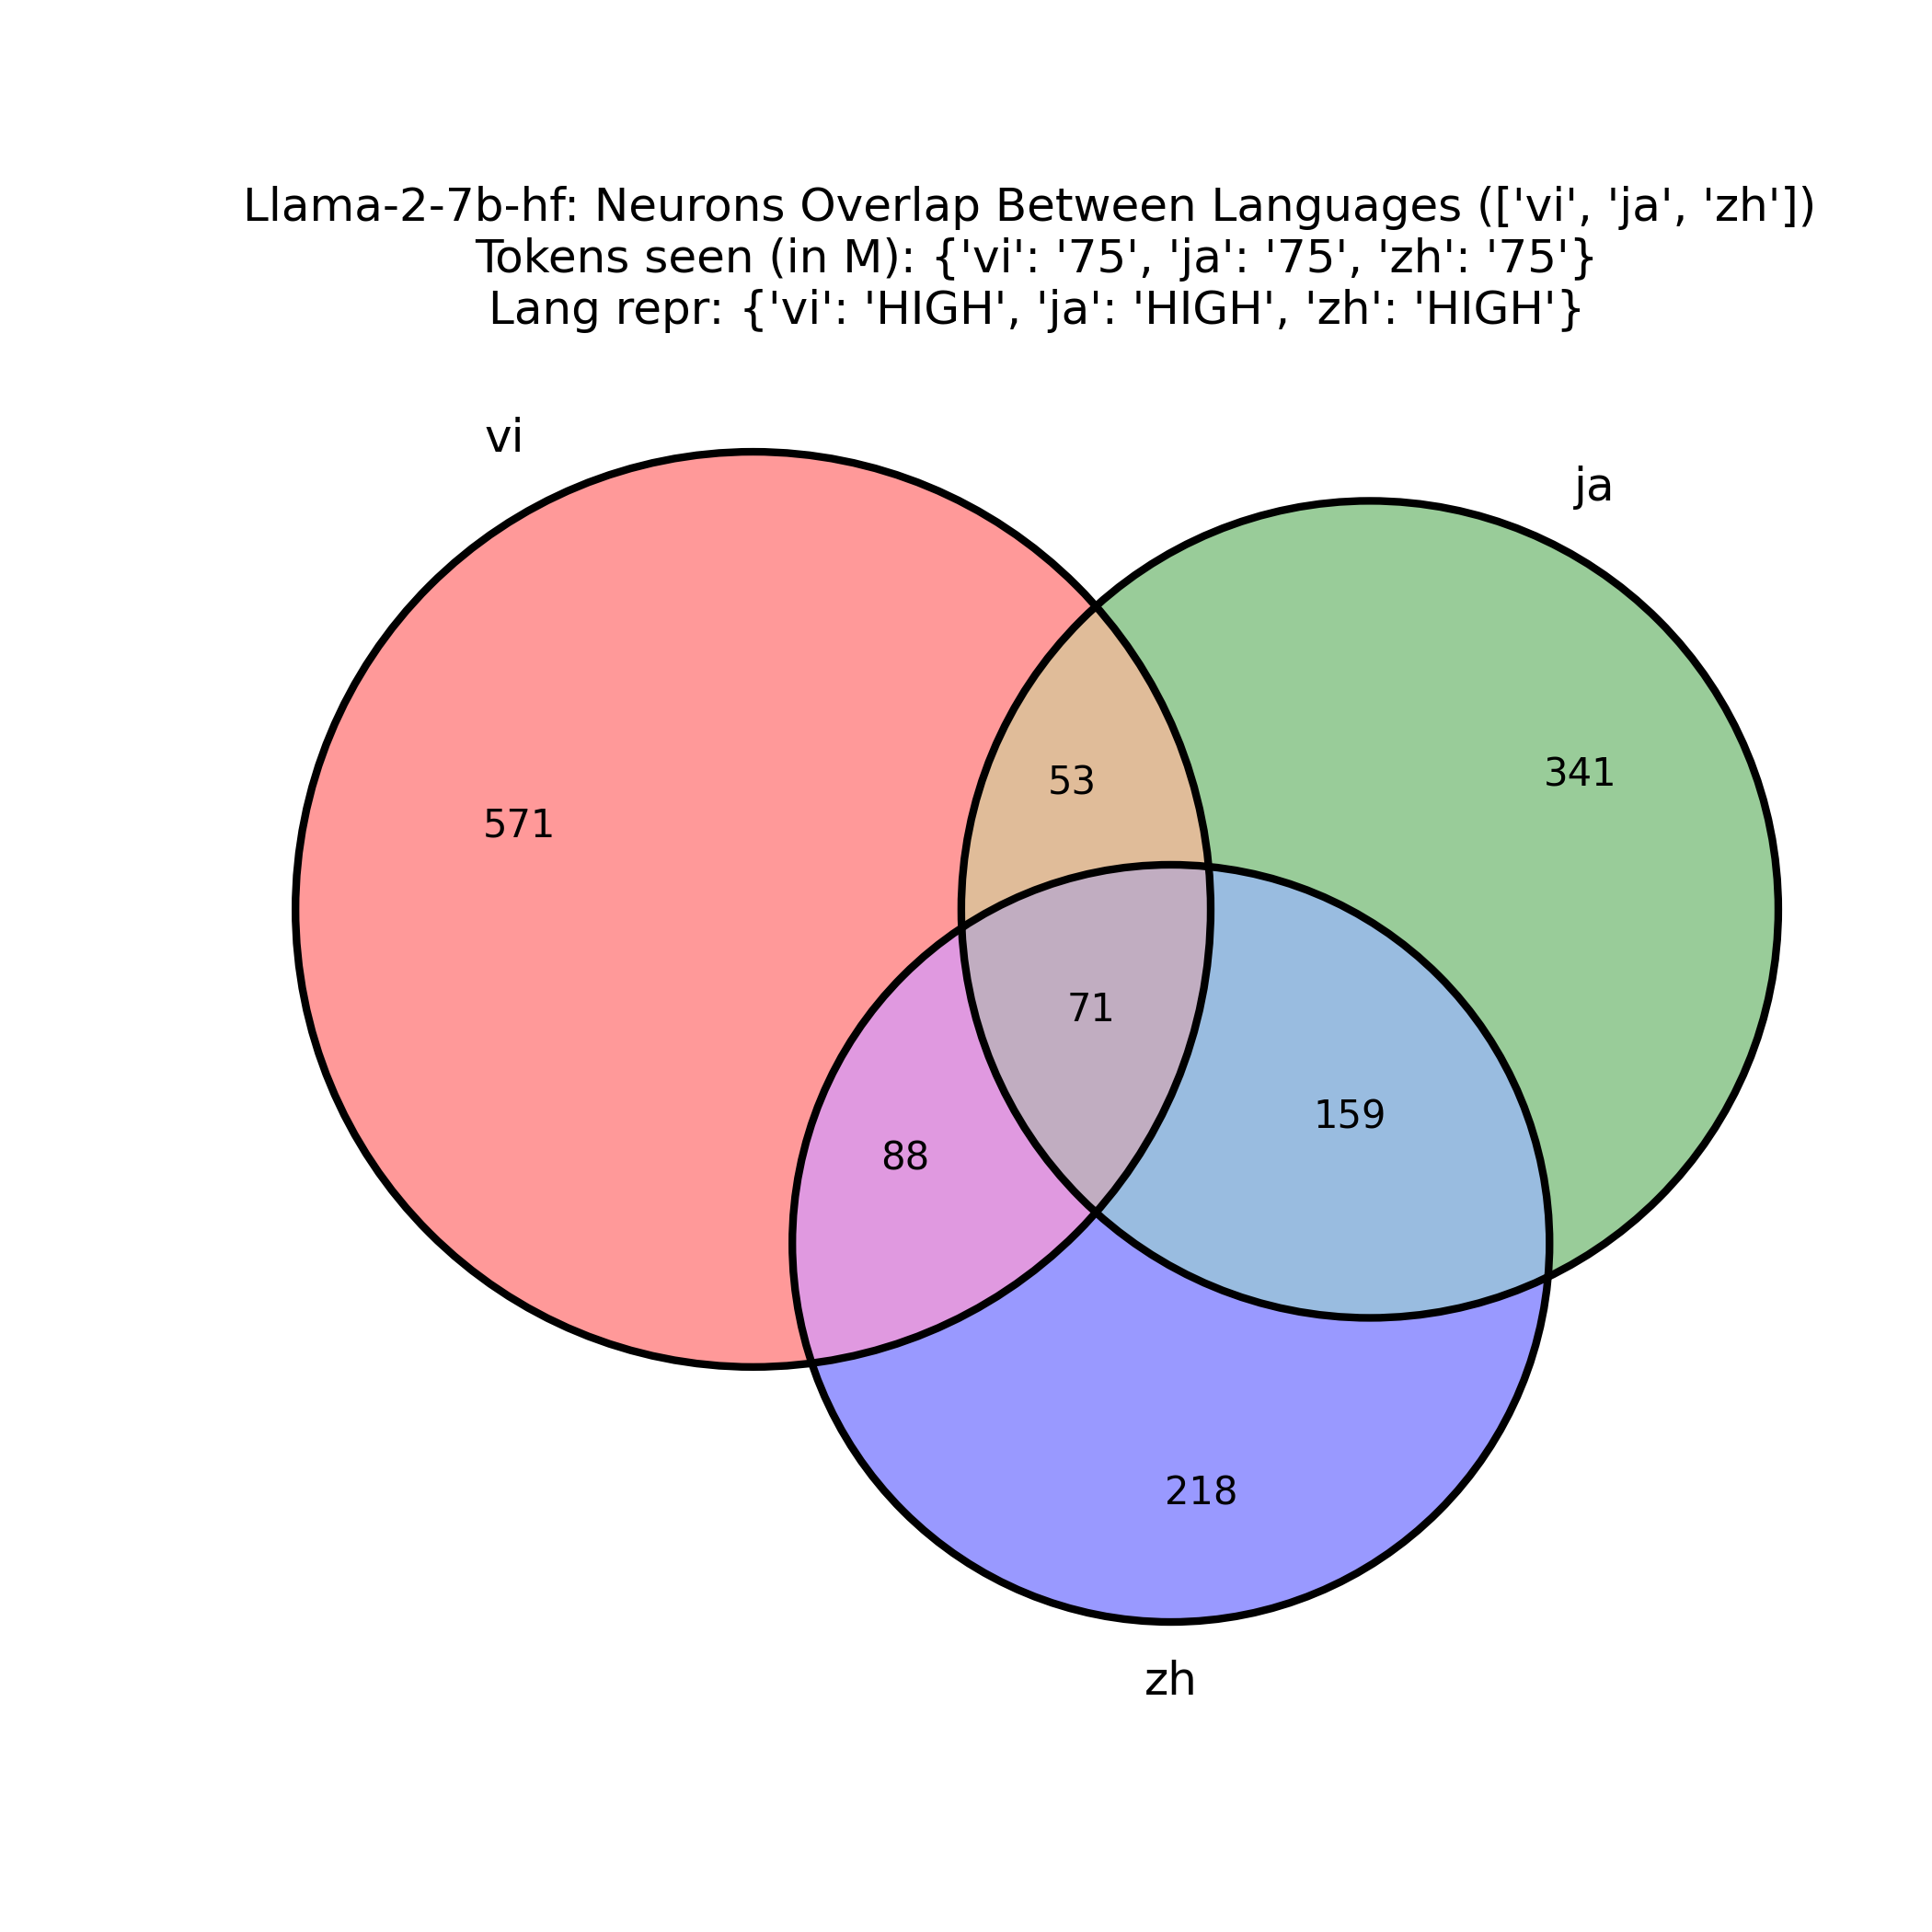 Llama-2-7b-hf: Neurons Overlap Between Languages (['vi', 'ja', 'zh'])
Tokens seen (in M): {'vi': '75', 'ja': '75', 'zh': '75'}
Lang repr: {'vi': 'HIGH', 'ja': 'HIGH', 'zh': 'HIGH'}
vi
ja
53
341
571
71
159
88
218
zh